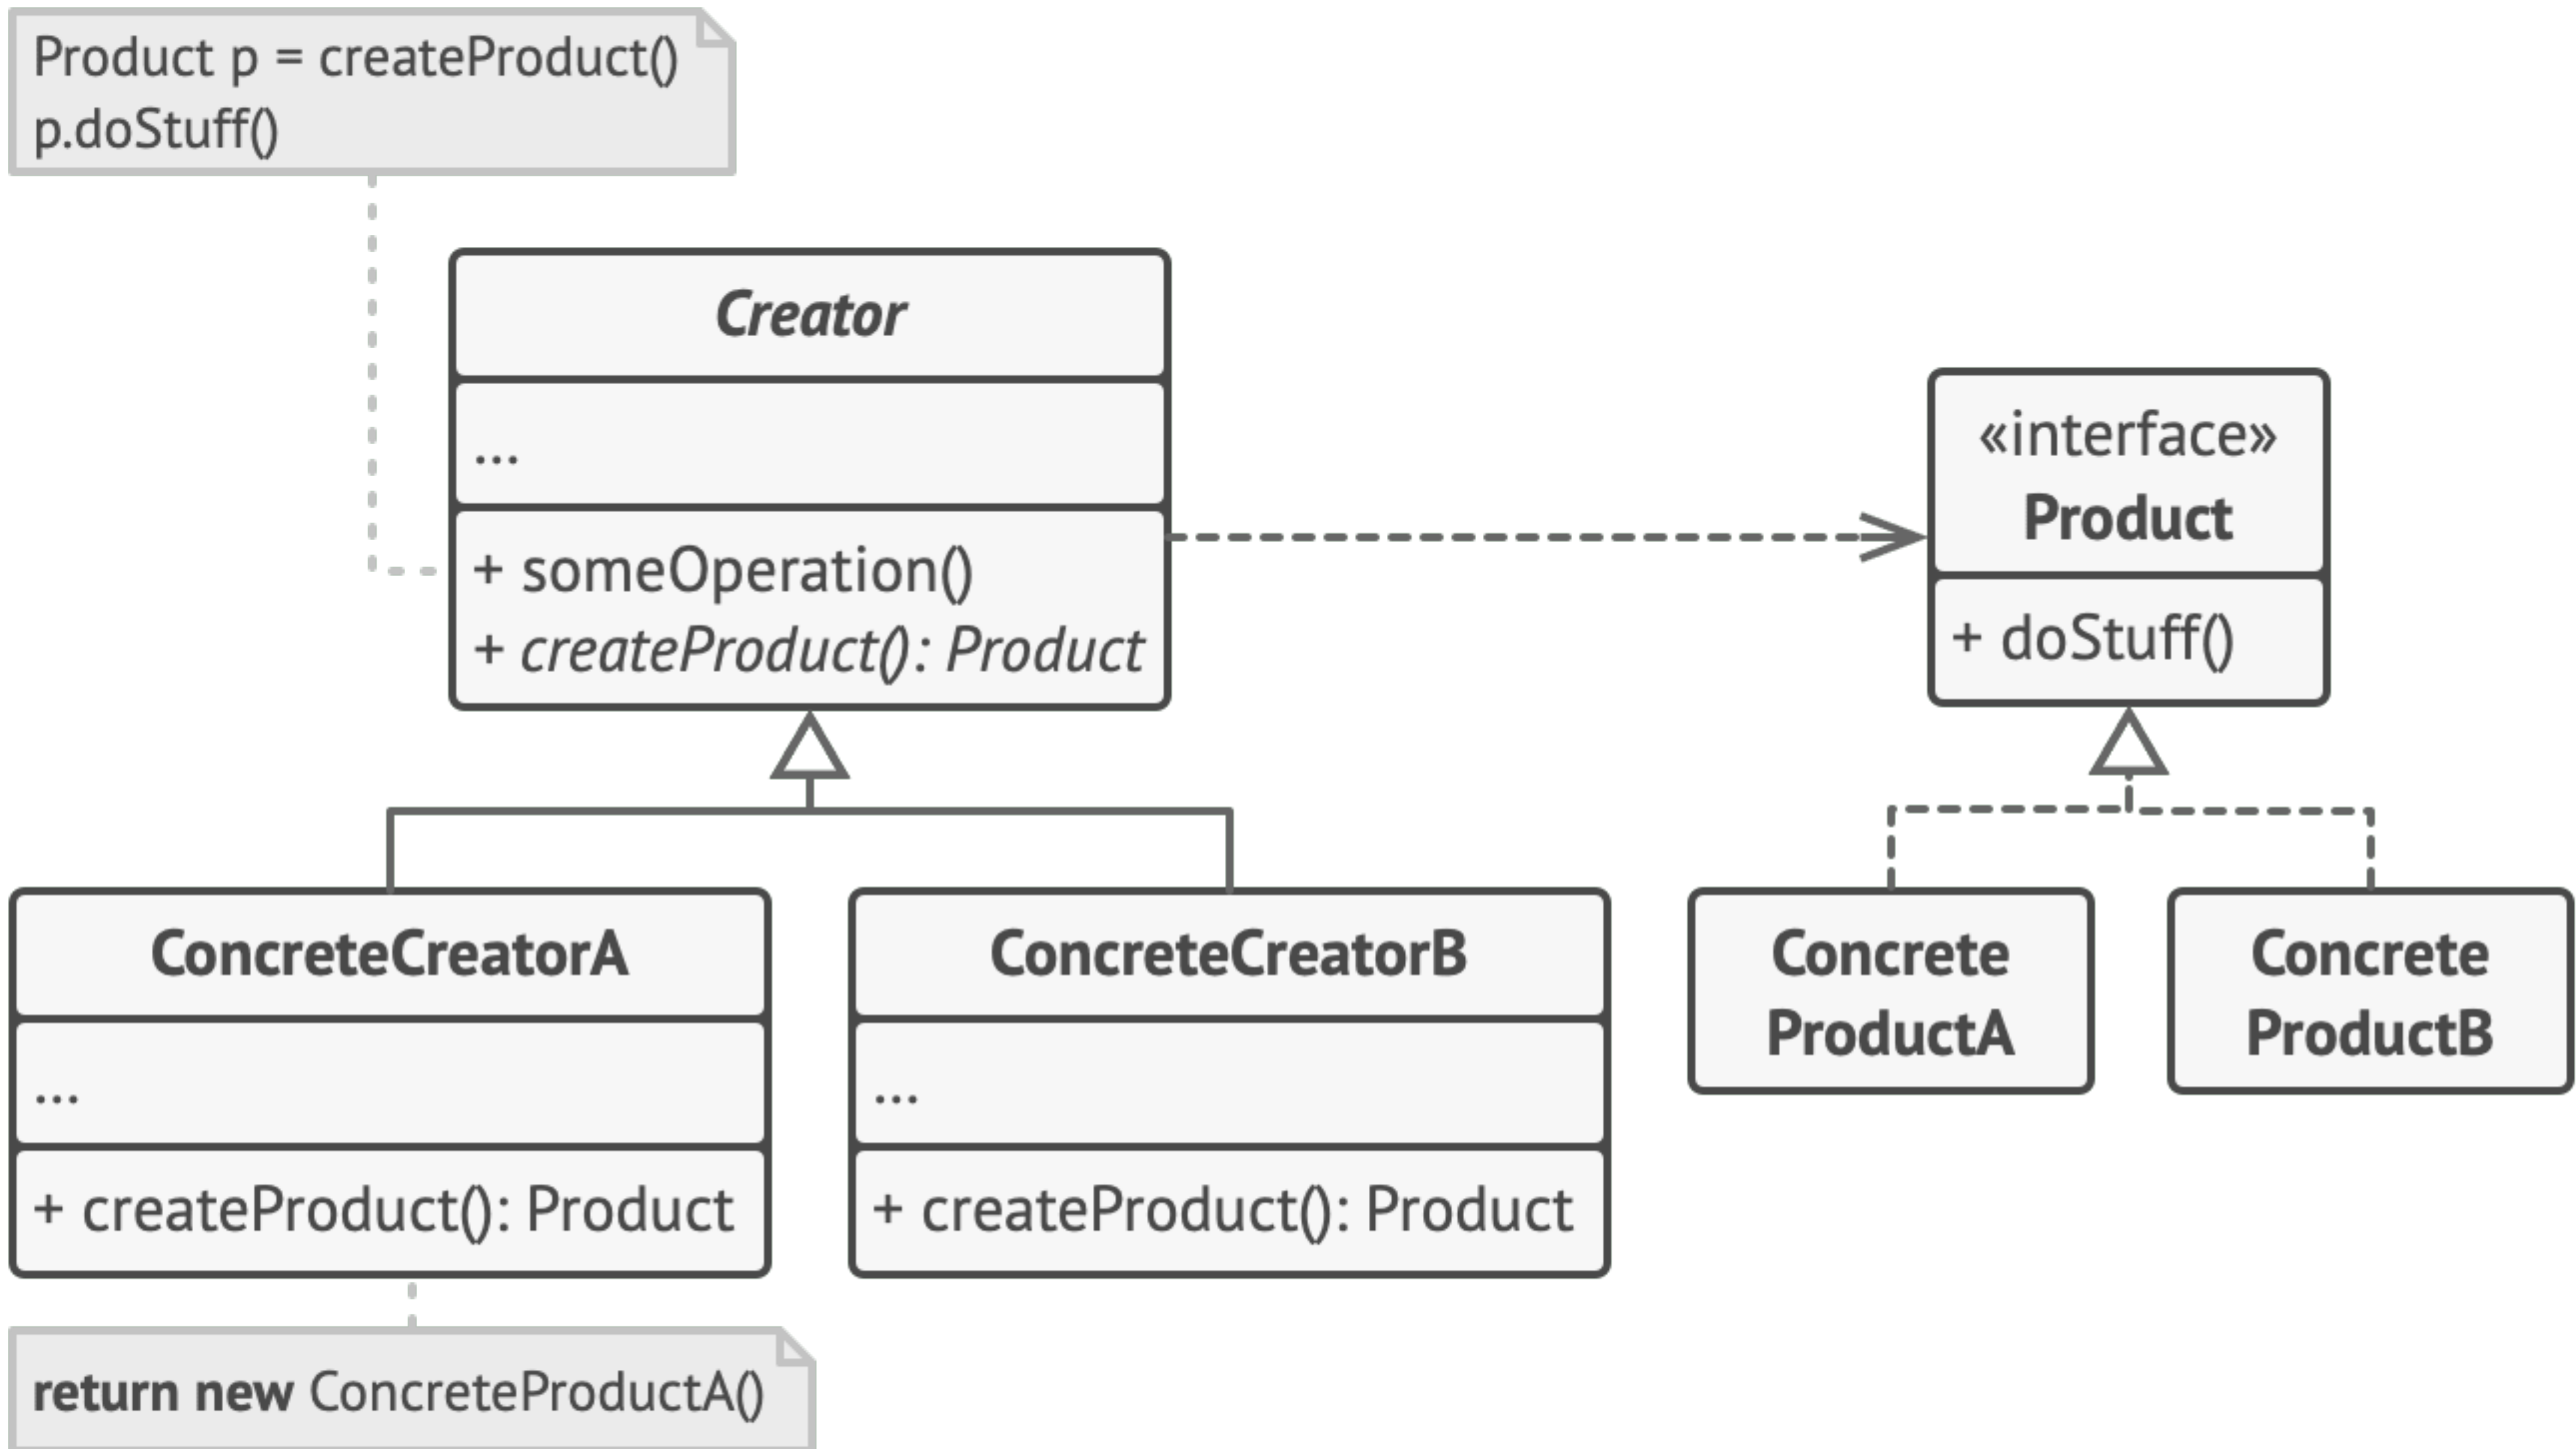 Product p = createProduct()
p.doStuff()
Creator
...
+ someOperation()
+ createProduct(): Product
«interface»
Product
+ doStuff()
ConcreteCreatorA
...
+ createProduct(): Product
ConcreteCreatorB
...
+ createProduct(): Product
Concrete
ProductA
Concrete
ProductB
return new ConcreteProductA()